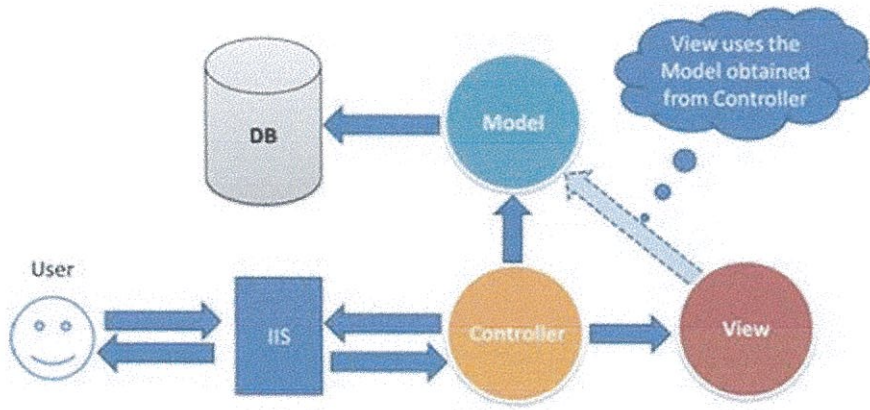 View uses the
Model obtained
from Controller
DB
Model
User
IIS
Controller
View